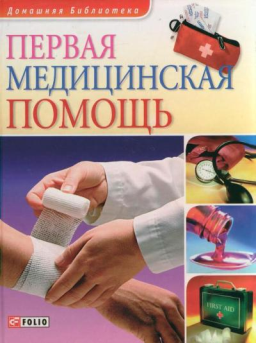 Домашняя Библиотека
ПЕРВАЯ
МЕДИЦИНСКАЯ
ПОМОЩЬ
FIRST AID
FOLIO